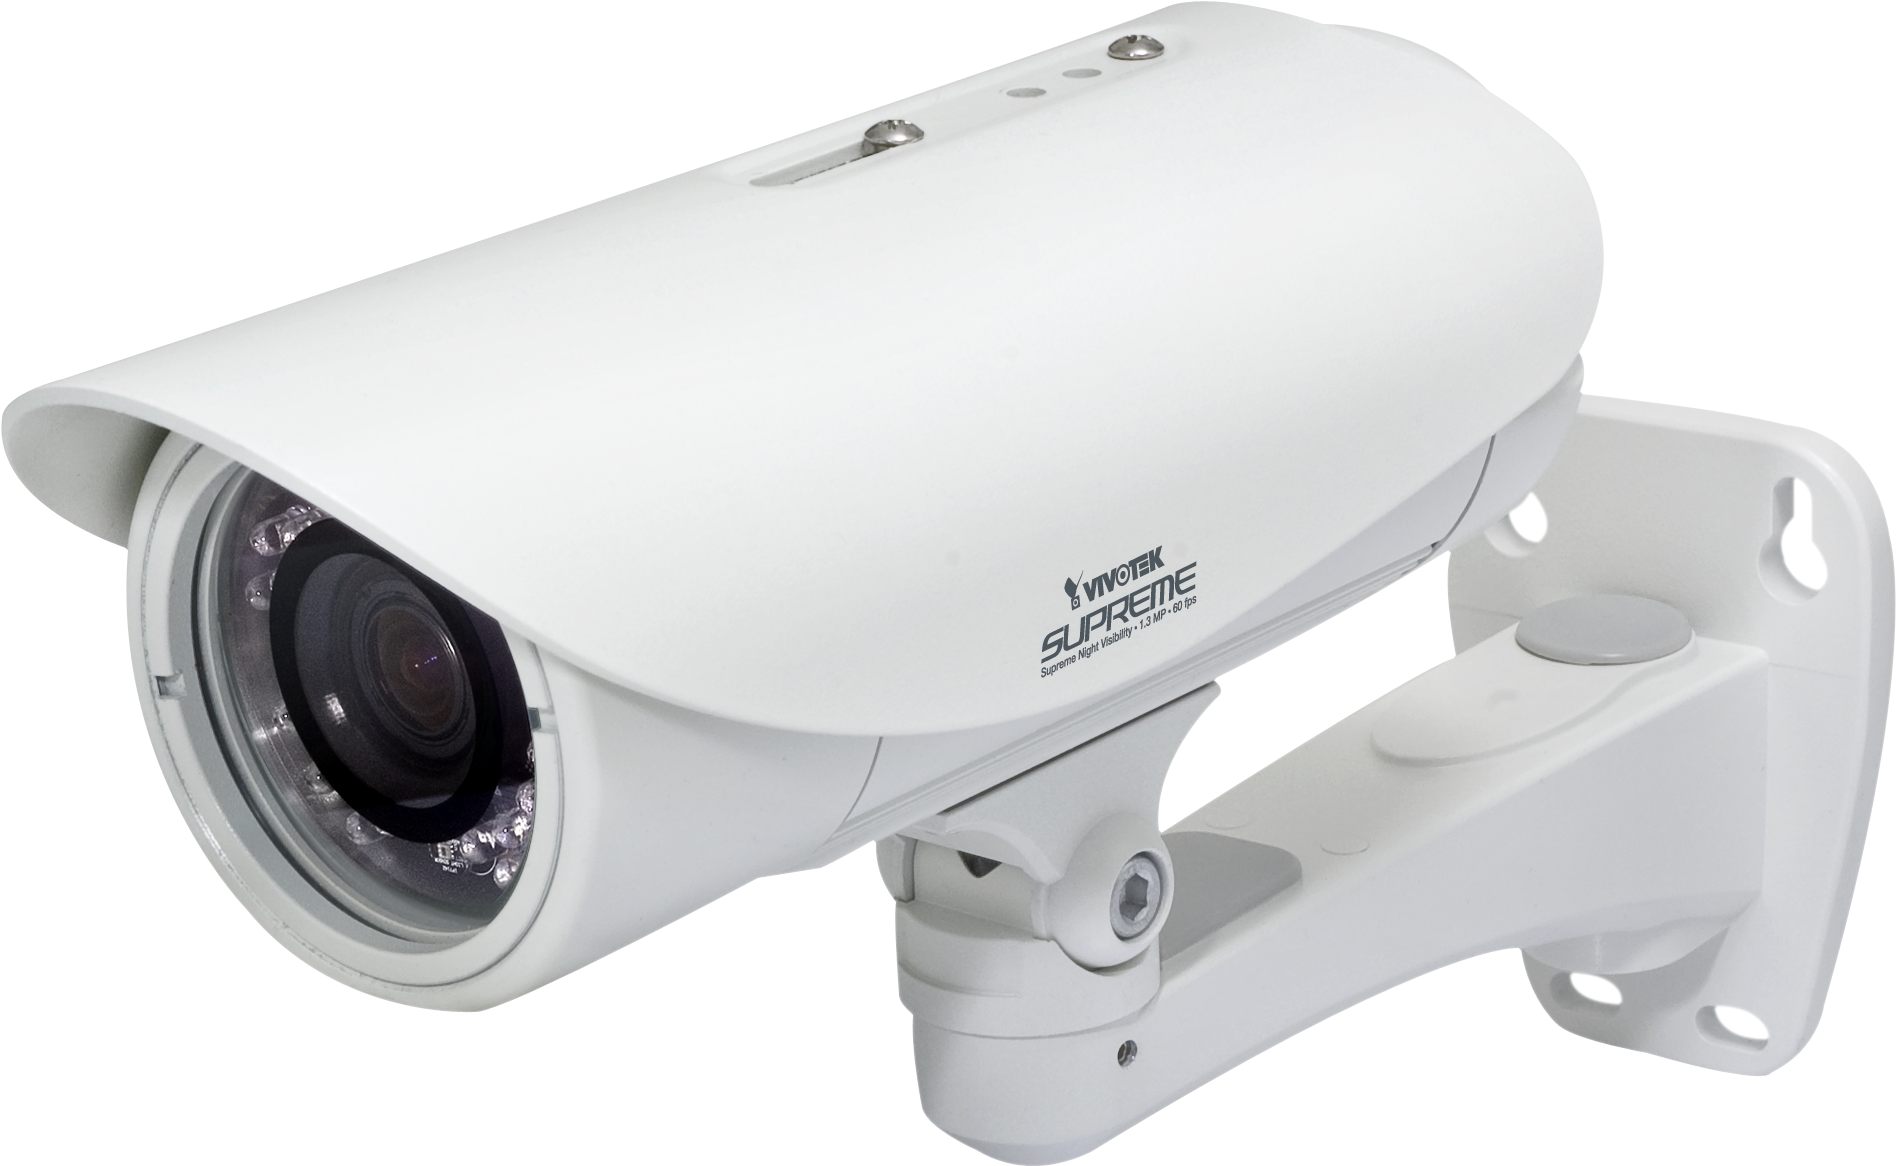 VIVOTEK
SUPREME
Supreme Night Visibility • 1.3 MP • 60 fps